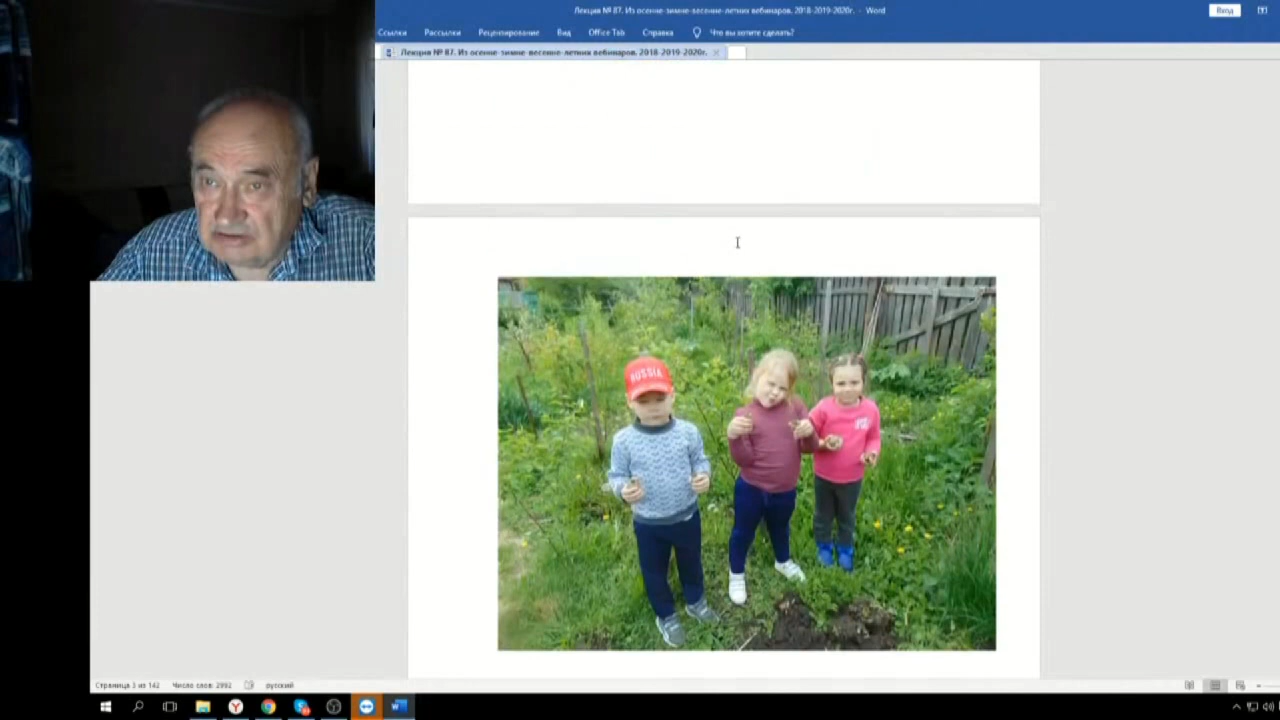 Лекция № 87. Из осенне-зимне-весенне-летних вебинаров. 2018-2019-2020г. - Word
Вход
Ссылки Рассылки Рецензирование Вид Office Tab Справка Что вы хотите сделать?
Лекция № 87. Из осенне-зимне-весенне-летних вебинаров. 2018-2019-2020г.
RUSSIA
Страница 3 из 142 Число слов: 2992 русский